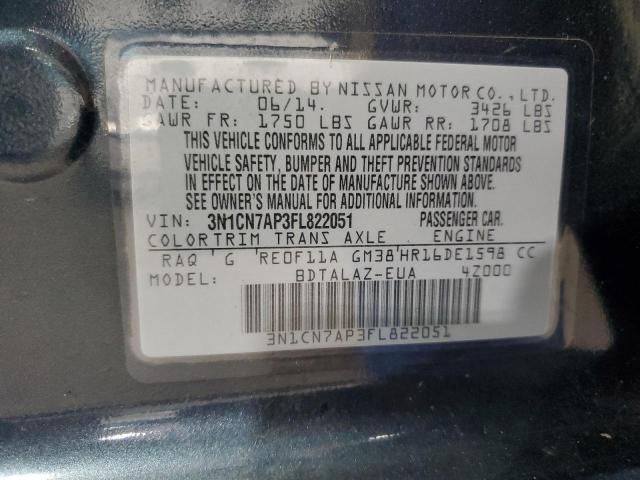 MANUFACTURED BY NISSAN MOTOR CO., LTD.
DATE: 06/14. GVWR: 3426 LBS
GAWR FR: 1750 LBS GAWR RR: 1708 LBS
THIS VEHICLE CONFORMS TO ALL APPLICABLE FEDERAL MOTOR
VEHICLE SAFETY, BUMPER AND THEFT PREVENTION STANDARDS
IN EFFECT ON THE DATE OF MANUFACTURE SHOWN ABOVE.
SEE OWNER'S MANUAL FOR ADDITIONAL INFORMATION.
VIN: 3N1CN7AP3FL822051 PASSENGER CAR.
COLOR TRIM TRANS AXLE ENGINE
RAQ ' G 'RE0F11A GM38'HR16DE1598 CC
MODEL: BDTALAZ-EUA 4Z000
3N1CN7AP3FL822051